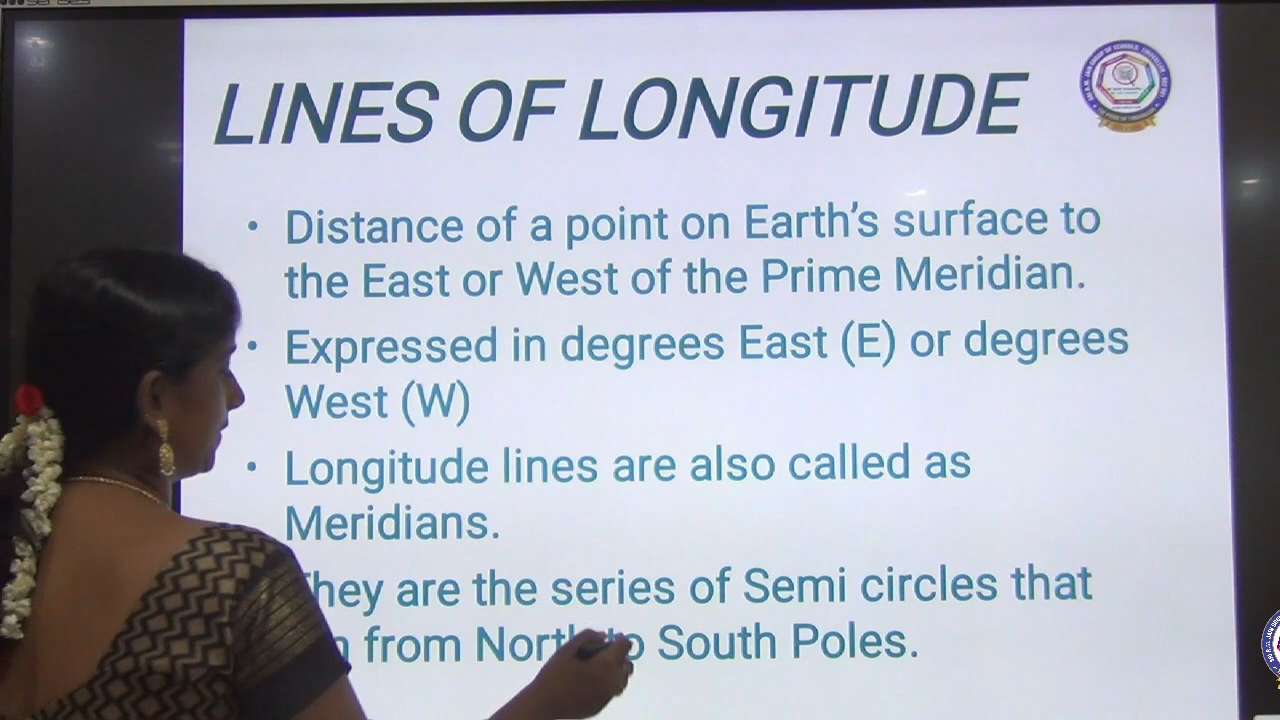 LINES OF LONGITUDE
• Distance of a point on Earth's surface to
the East or West of the Prime Meridian.
• Expressed in degrees East (E) or degrees
West (W)
• Longitude lines are also called as
Meridians.
They are the series of Semi circles that
from North to South Poles.